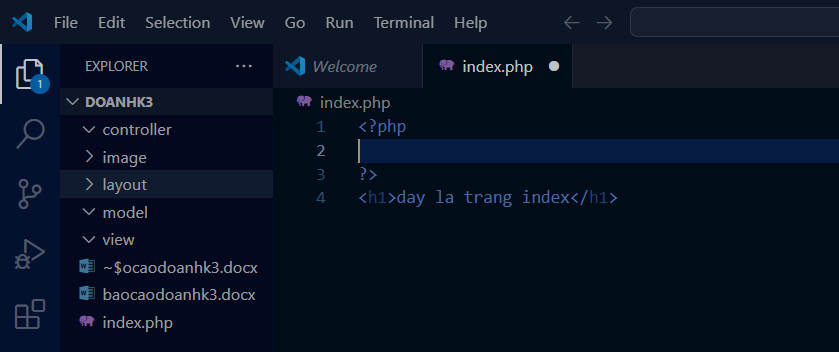 File Edit Selection View Go Run Terminal Help
EXPLORER ··· Welcome index.php
1
DOANHK3
index.php
controller
image
layout
model
view
~$ocaodoanhk3.docx
baocaodoanhk3.docx
index.php
1 <?php
2
3 ?>
4 <h1>day la trang index</h1>